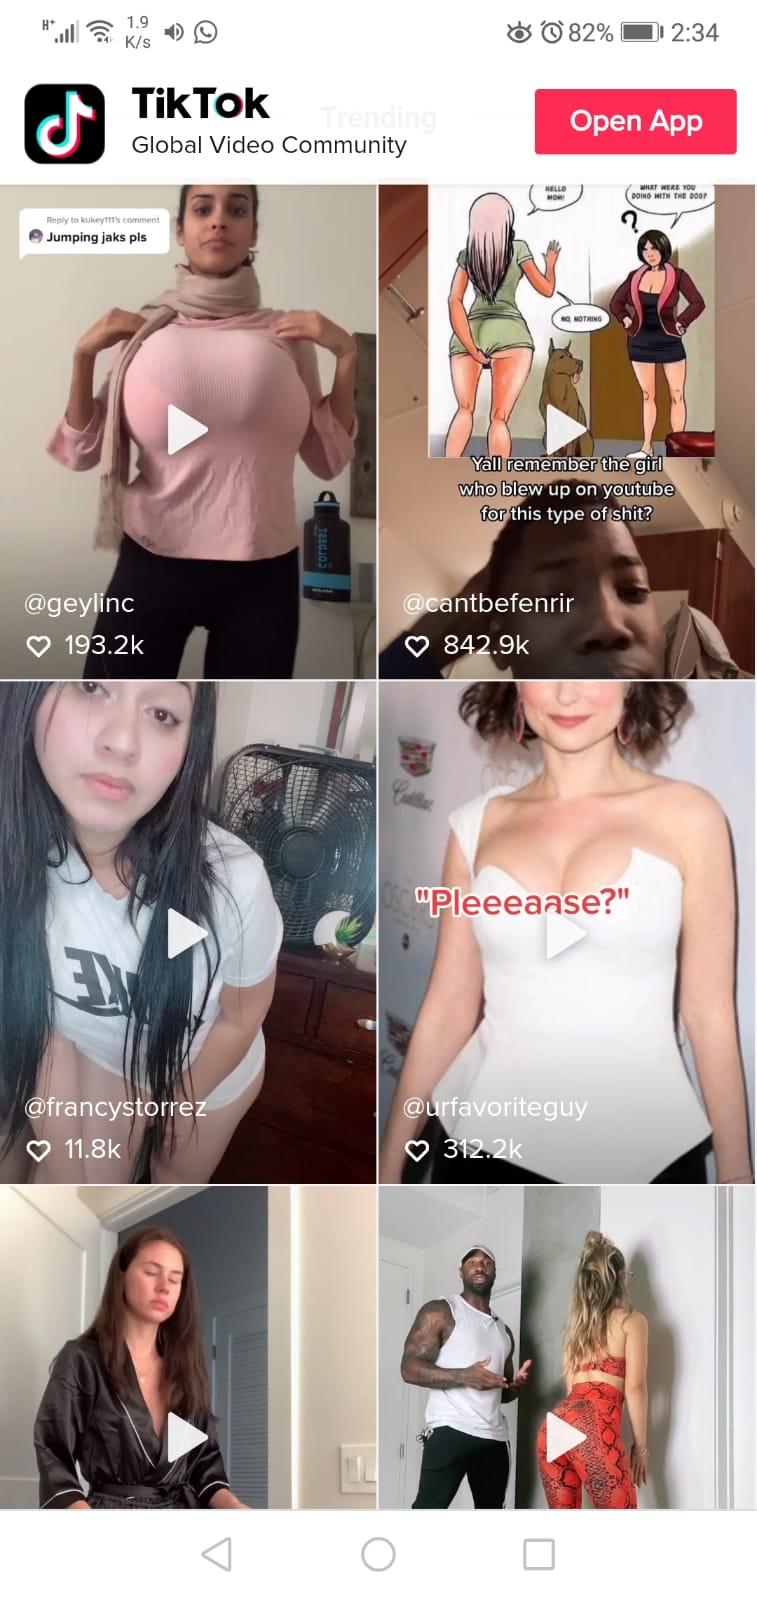 H+
1.9
K/s
82%
2:34
TikTok
Global Video Community
Trending
Open App
Reply to kukey111's comment
Jumping jaks pls
@geylinc
193.2k
HELLO
MOM!
WHAT WERE YOU
DOING WITH THE DOG?
?
NO, NOTHING
Yall remember the girl
who blew up on youtube
for this type of shit?
@cantbefenrir
842.9k
COLDEST
@francystorrez
11.8k
Cadillac
"Pleeeaase?"
@urfavoriteguy
312.2k